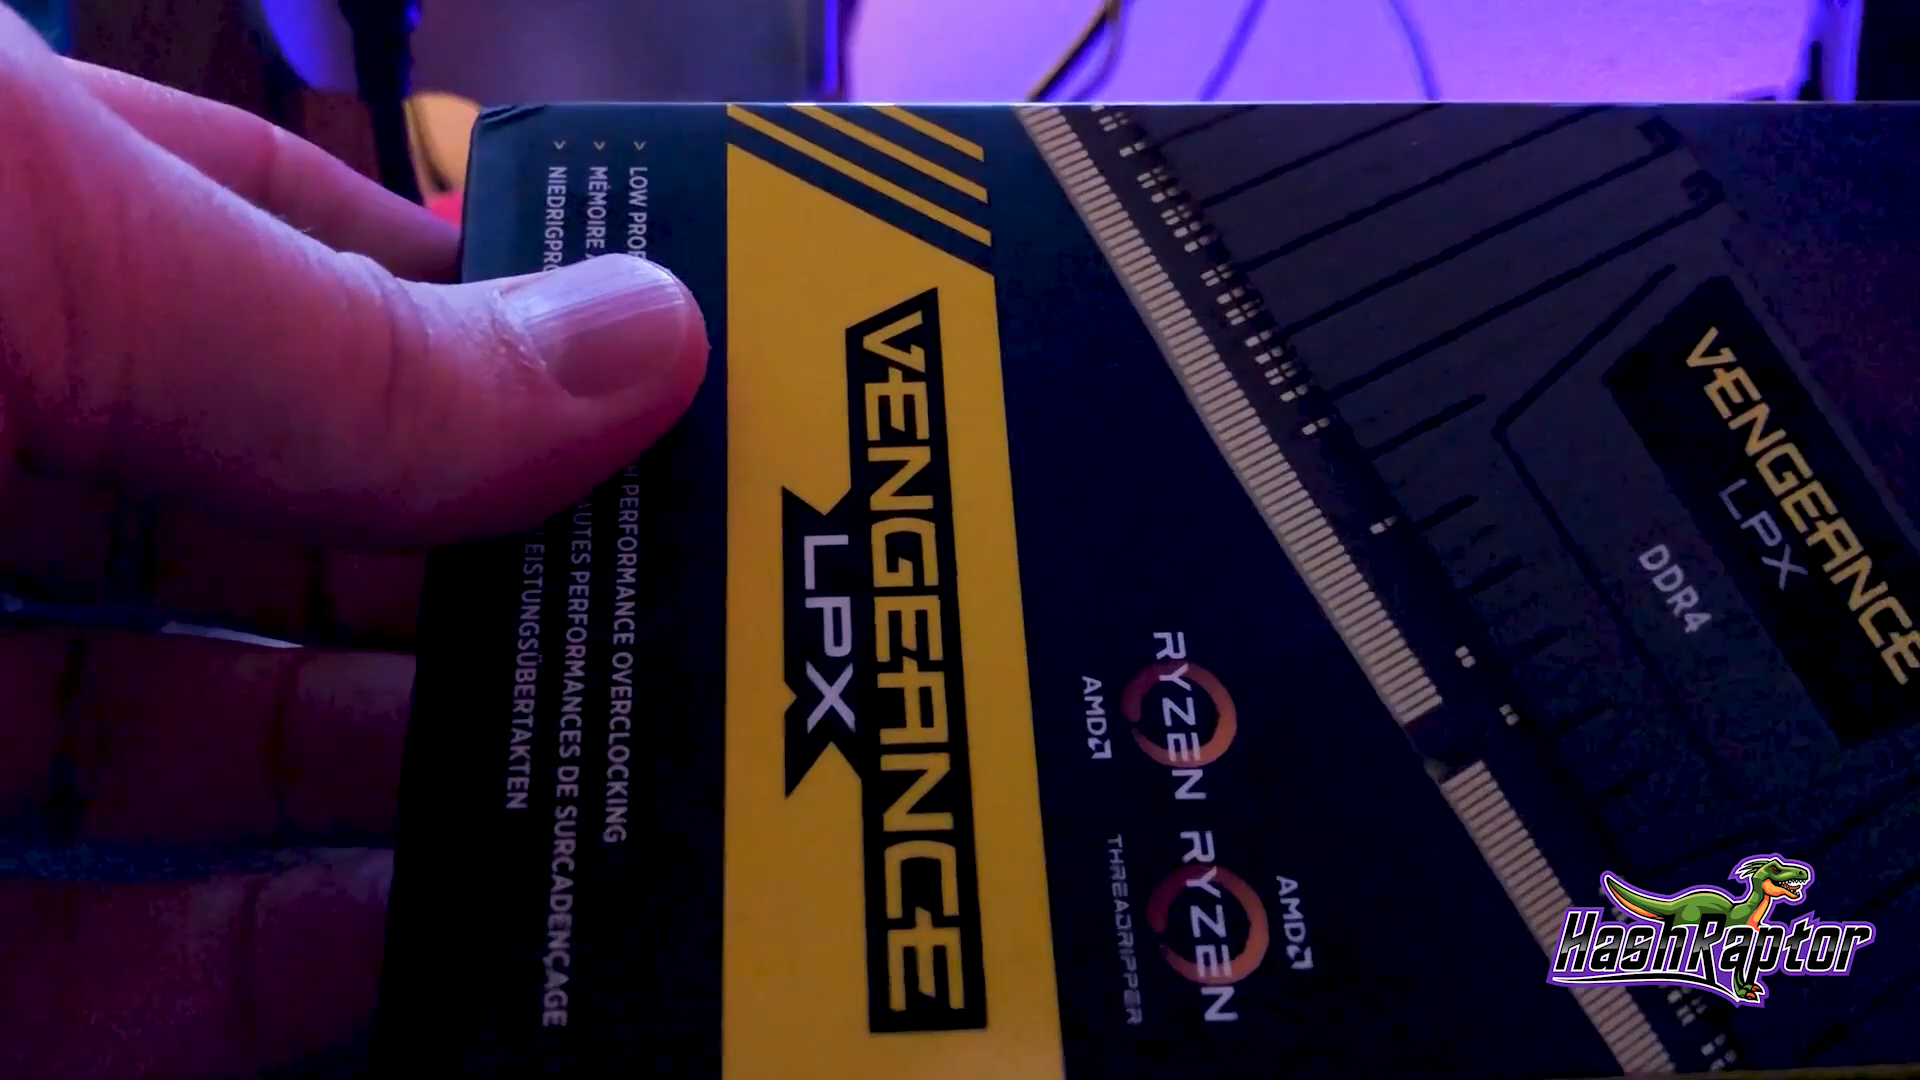 > LOW PROF H PERFORMANCE OVERCLOCKING
> MÉMOIRE AUTES PERFORMANCES DE SURCADENÇAGE
> NIEDRIGPRO EISTUNGSÜBERTAKTEN
VENGEANCE
LPX
AMD
RYZEN
AMD
RYZEN
THREADRIPPER
VENGEANCE
LPX
DDR4
HashRaptor